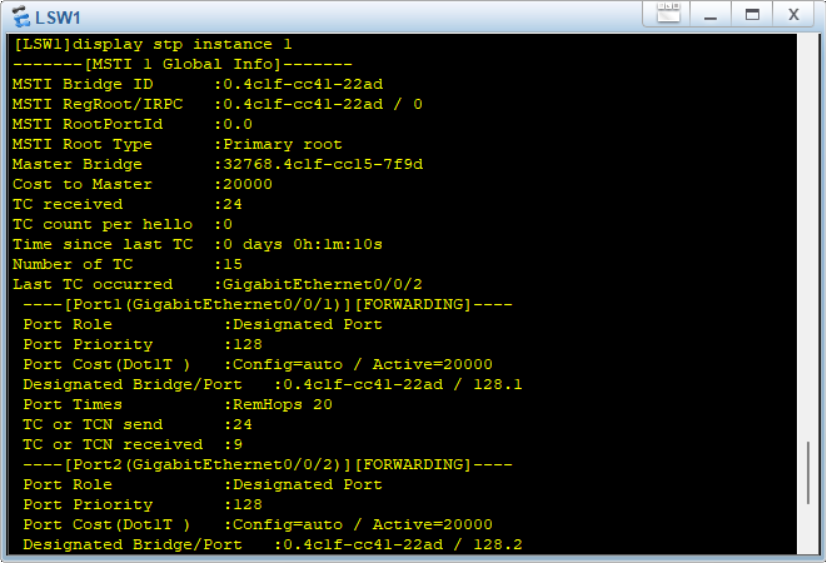 LSW1
[LSW1]display stp instance 1
-------[MSTI 1 Global Info]-------
MSTI Bridge ID      :0.4c1f-cc41-22ad
MSTI RegRoot/IRPC   :0.4c1f-cc41-22ad / 0
MSTI RootPortId     :0.0
MSTI Root Type      :Primary root
Master Bridge       :32768.4c1f-cc15-7f9d
Cost to Master      :20000
TC received         :24
TC count per hello  :0
Time since last TC  :0 days 0h:1m:10s
Number of TC        :15
Last TC occurred    :GigabitEthernet0/0/2
 ----[Port1(GigabitEthernet0/0/1)][FORWARDING]----
 Port Role           :Designated Port
 Port Priority       :128
 Port Cost(Dot1T )   :Config=auto / Active=20000
 Designated Bridge/Port   :0.4c1f-cc41-22ad / 128.1
 Port Times          :RemHops 20
 TC or TCN send      :24
 TC or TCN received  :9
 ----[Port2(GigabitEthernet0/0/2)][FORWARDING]----
 Port Role           :Designated Port
 Port Priority       :128
 Port Cost(Dot1T )   :Config=auto / Active=20000
 Designated Bridge/Port   :0.4c1f-cc41-22ad / 128.2